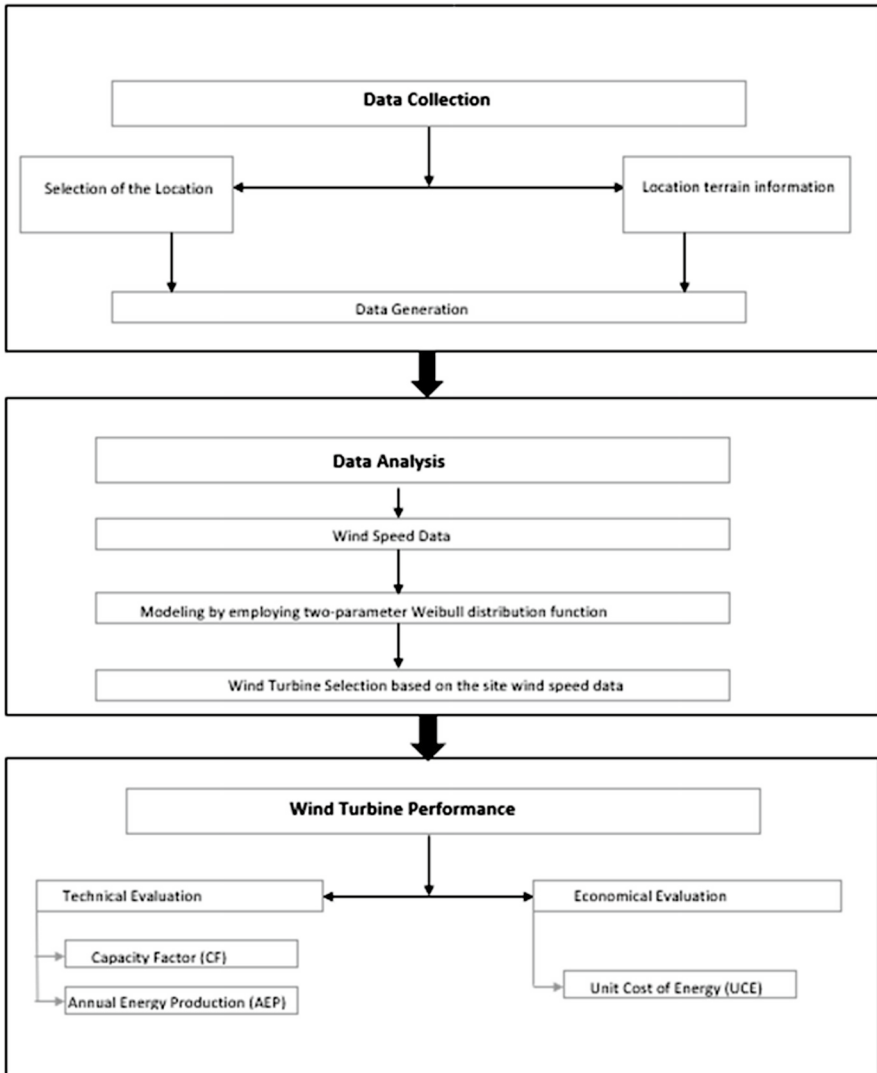 Data Collection
Selection of the Location
Location terrain information
Data Generation
Data Analysis
Wind Speed Data
Modeling by employing two-parameter Weibull distribution function
Wind Turbine Selection based on the site wind speed data
Wind Turbine Performance
Technical Evaluation
Economical Evaluation
Capacity Factor (CF)
Annual Energy Production (AEP)
Unit Cost of Energy (UCE)